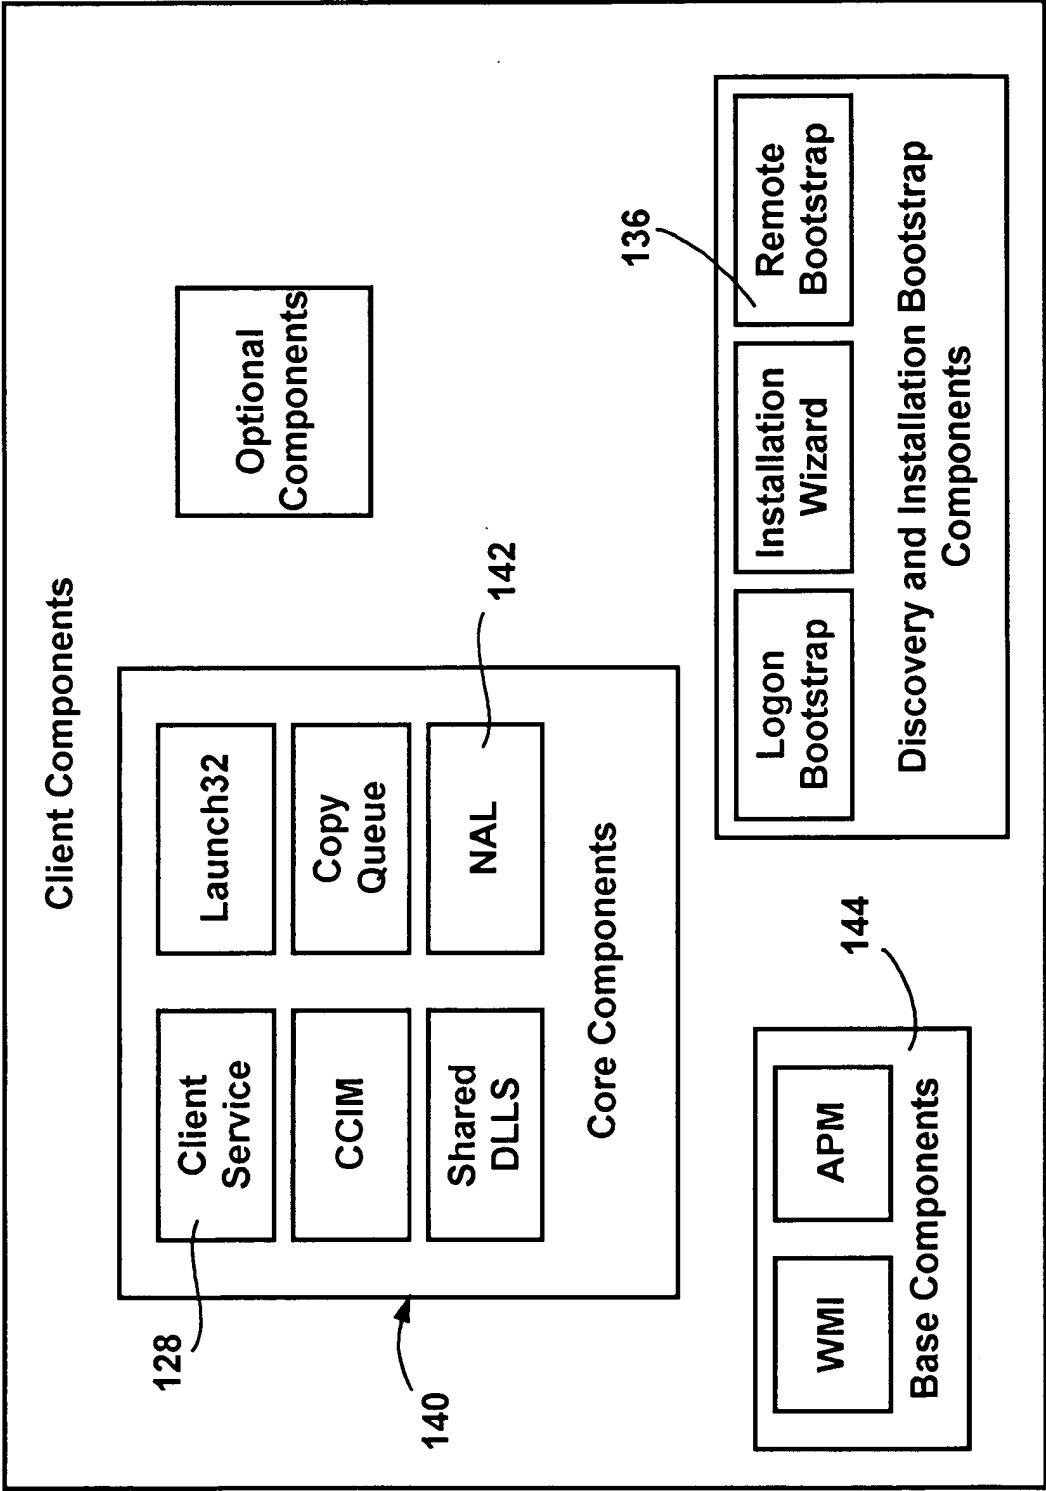 Client Components
128
Client
Service
Launch32
CCIM
Copy
Queue
Shared
DLLS
NAL
Core Components
140
142
Optional
Components
WMI
APM
Base Components
144
Logon
Bootstrap
Installation
Wizard
Remote
Bootstrap
136
Discovery and Installation Bootstrap
Components